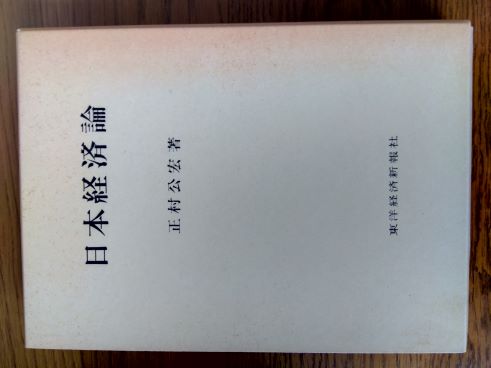 日本経済論
正村公宏著
東洋経済新報社